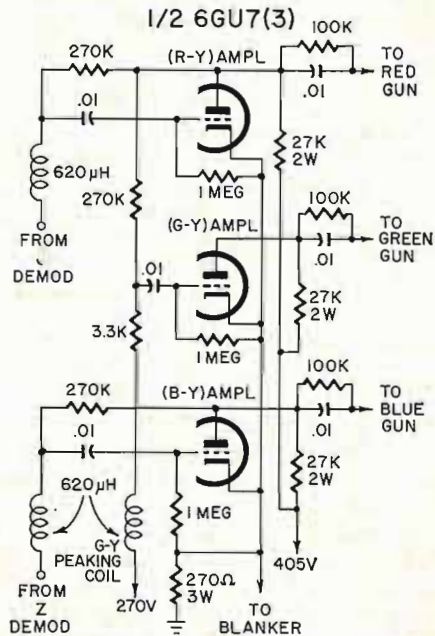 1/2 6GU7(3)
270K
(R-Y)AMPL
100K
TO
RED
GUN
.01
.01
620µH
1 MEG
27K
2W
FROM
DEMOD
270K
(G-Y)AMPL
100K
TO
GREEN
GUN
.01
.01
27K
2W
3.3K
1 MEG
270K
(B-Y)AMPL
100K
TO
BLUE
GUN
.01
.01
27K
2W
620µH
G-Y
PEAKING
COIL
1 MEG
405V
FROM
Z
DEMOD
270V
270Ω
3W
TO
BLANKER